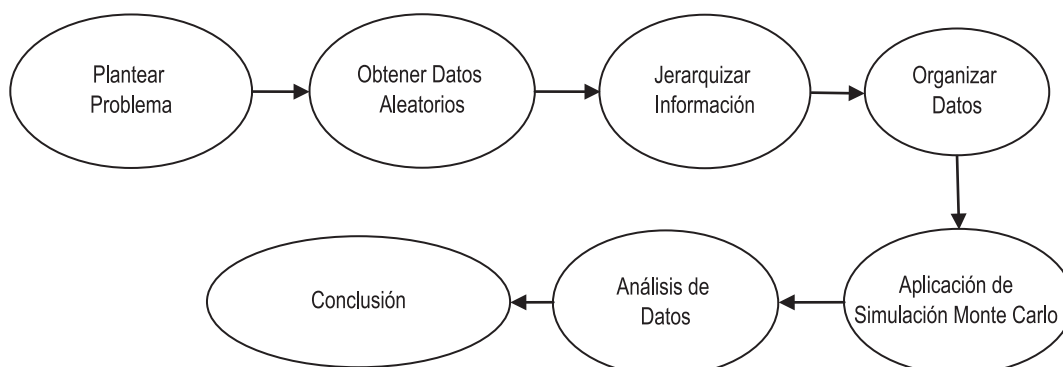 Plantear
Problema
Obtener Datos
Aleatorios
Jerarquizar
Información
Organizar
Datos
Aplicación de
Simulación Monte Carlo
Análisis de
Datos
Conclusión